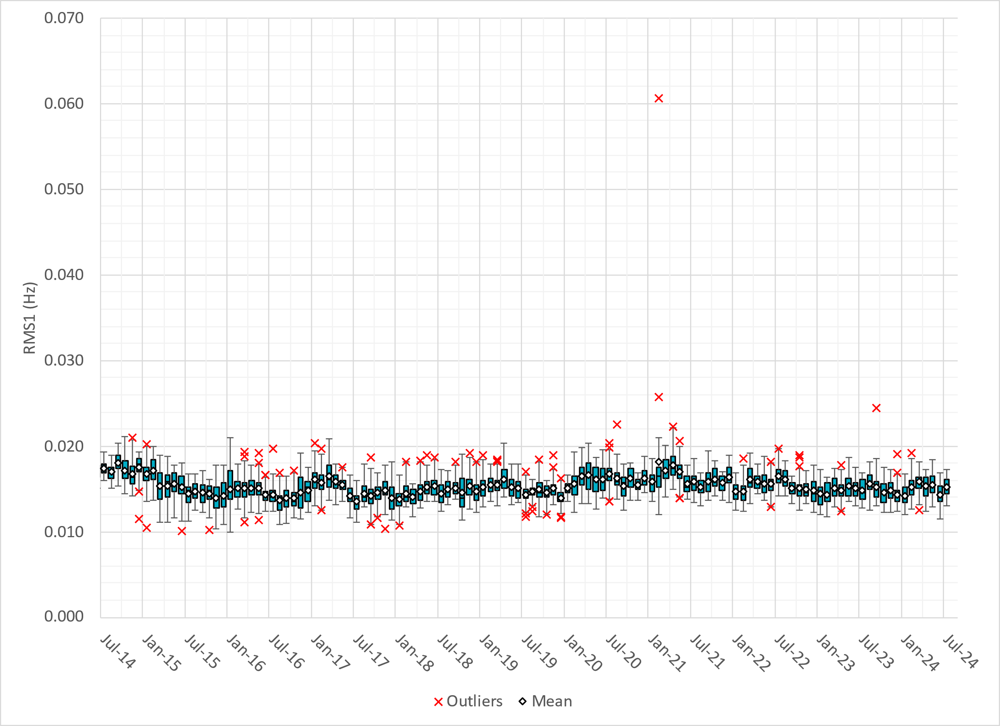 0.070
0.060
0.050
0.040
0.030
0.020
0.010
0.000
RMS1 (Hz)
Jul-14
Jan-15
Jul-15
Jan-16
Jul-16
Jan-17
Jul-17
Jan-18
Jul-18
Jan-19
Jul-19
Jan-20
Jul-20
Jan-21
Jul-21
Jan-22
Jul-22
Jan-23
Jul-23
Jan-24
Jul-24
Outliers Mean